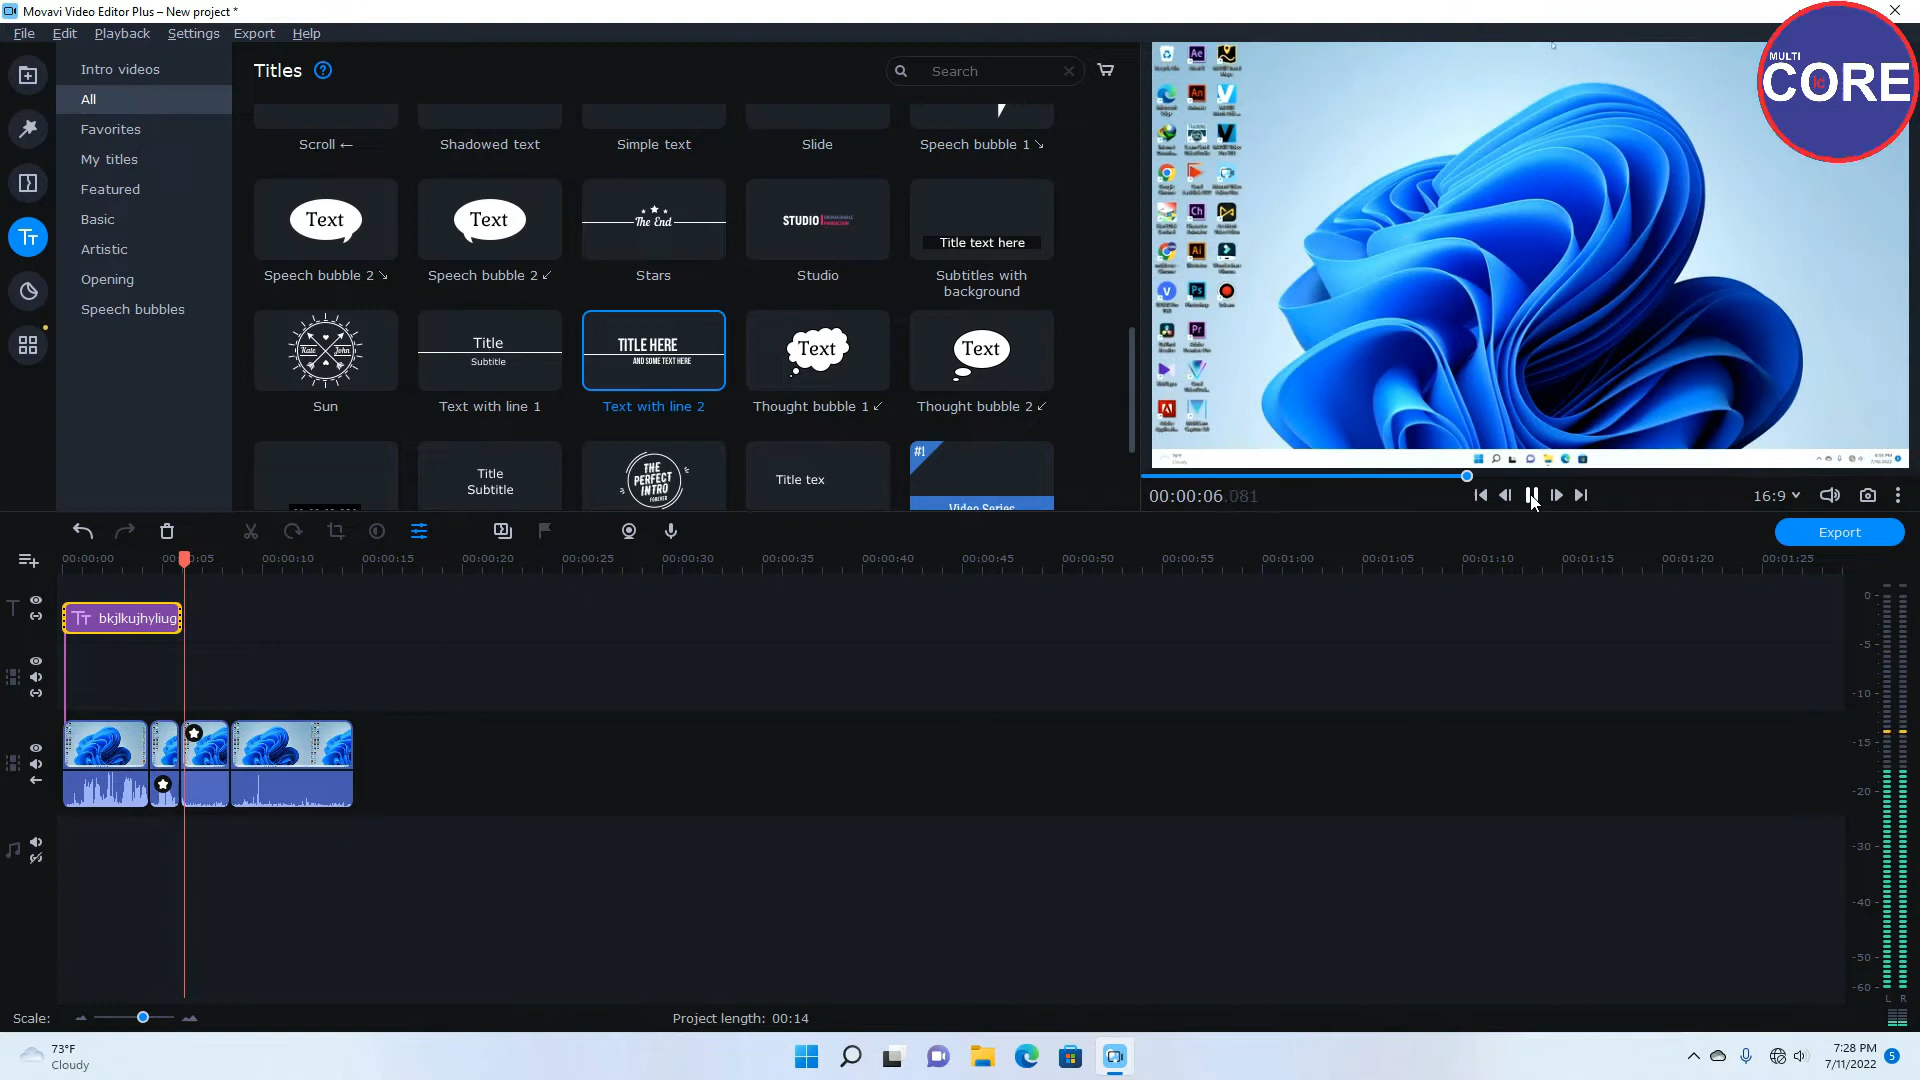 Movavi Video Editor Plus – New project *
File Edit Playback Settings Export Help
MULTI
CORE
ic
Intro videos
All
Favorites
My titles
Featured
Basic
Artistic
Opening
Speech bubbles
Titles ?
Search
Scroll ← Shadowed text Simple text Slide Speech bubble 1 ↘
Text Text The End STUDIO Title text here
Speech bubble 2 ↘ Speech bubble 2 ↙ Stars Studio Subtitles with background
Kate John Title Subtitle TITLE HERE AND SOME TEXT HERE Text Text
Sun Text with line 1 Text with line 2 Thought bubble 1 ↙ Thought bubble 2 ↙
Title Subtitle THE PERFECT INTRO FOREVER Title tex #1 Video Series
00:00:06.081
16:9
Export
00:00:00 00:00:05 00:00:10 00:00:15 00:00:20 00:00:25 00:00:30 00:00:35 00:00:40 00:00:45 00:00:50 00:00:55 00:01:00 00:01:05 00:01:10 00:01:15 00:01:20 00:01:25
Tт bkjlkujhyliug
0
-5
-10
-15
-20
-30
-40
-50
-60
L R
Scale:
Project length: 00:14
73°F
Cloudy
7:28 PM
7/11/2022
5